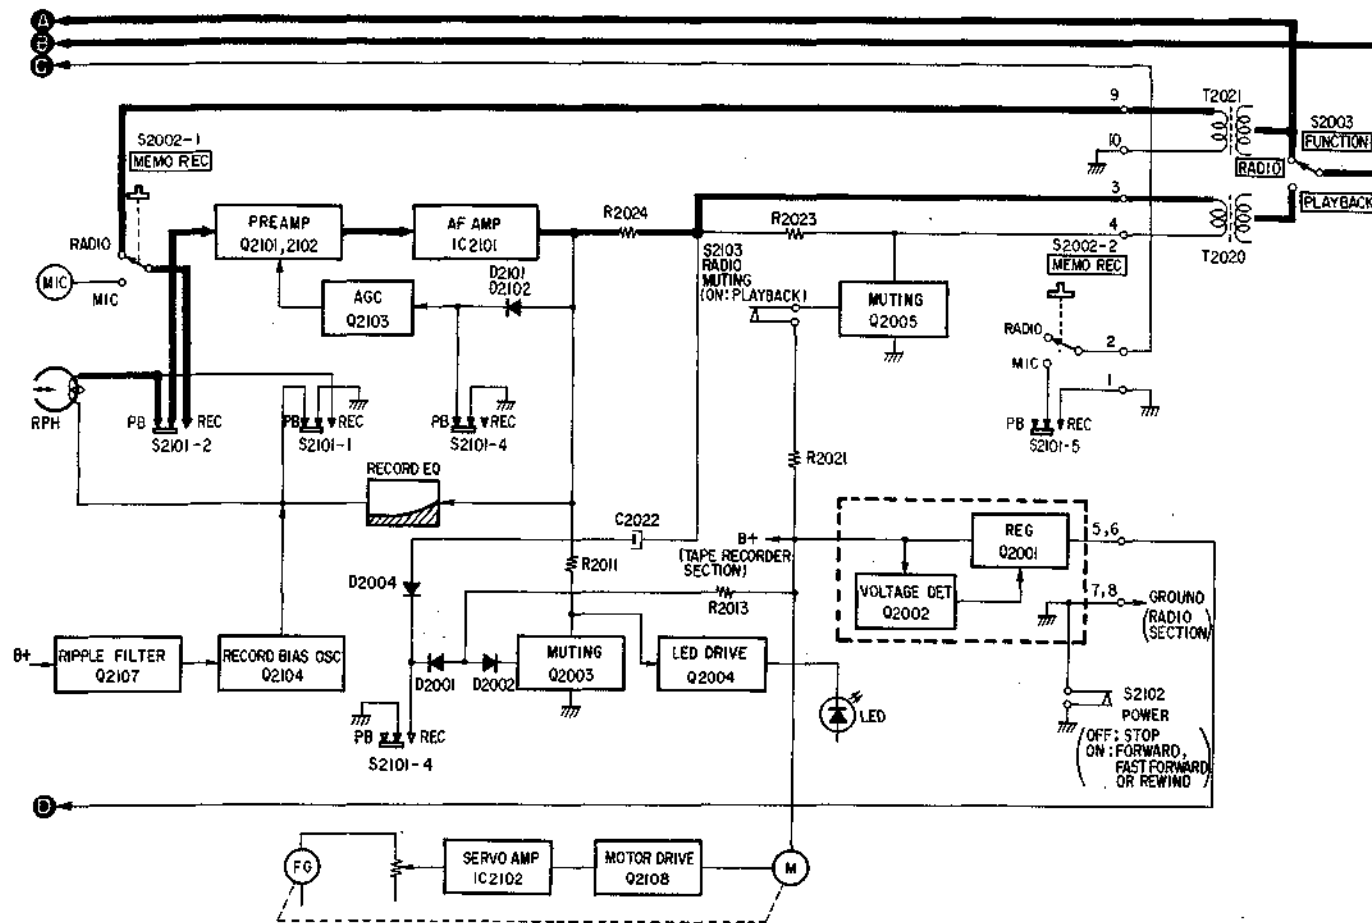 A
B
C
9
T2021
S2003
FUNCTION
S2002-1
MEMO REC
10
RADIO
3
PLAYBACK
PREAMP
Q2101, 2102
AF AMP
IC2101
R2024
R2023
4
T2020
RADIO
MIC
MIC
D2101
D2102
S2103
RADIO
MUTING
(ON: PLAYBACK)
S2002-2
MEMO REC
AGC
Q2103
MUTING
Q2005
RADIO
2
MIC
1
RPH
PB
REC
S2101-2
PB
REC
S2101-1
PB
REC
S2101-4
PB
REC
S2101-5
R2021
RECORD EQ
C2022
B+
(TAPE RECORDER
SECTION)
REG
Q2001
5,6
R2011
D2004
R2013
VOLTAGE DET
Q2002
7,8
GROUND
(RADIO
SECTION)
B+
RIPPLE FILTER
Q2107
RECORD BIAS OSC
Q2104
D2001
D2002
MUTING
Q2003
LED DRIVE
Q2004
LED
S2102
POWER
(OFF: STOP
ON: FORWARD,
FAST FORWARD
OR REWIND)
PB
REC
S2101-4
D
FG
SERVO AMP
IC2102
MOTOR DRIVE
Q2108
M